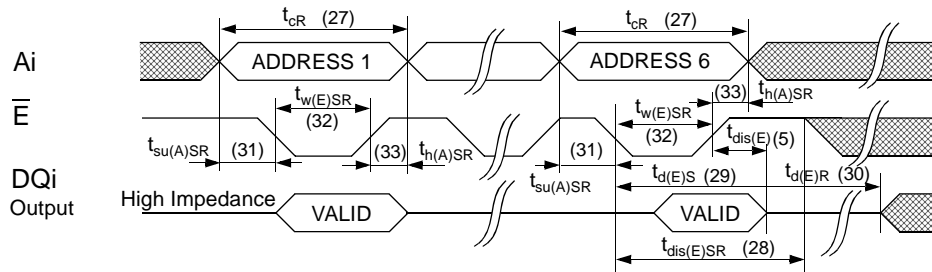 tcR (27) tcR (27)
Ai ADDRESS 1 ADDRESS 6
tw(E)SR tw(E)SR (33) th(A)SR
E (32) (32) tdis(E) (5)
tsu(A)SR (31) (33) th(A)SR (31)
tsu(A)SR td(E)S (29) td(E)R (30)
DQi
Output High Impedance VALID VALID
tdis(E)SR (28)